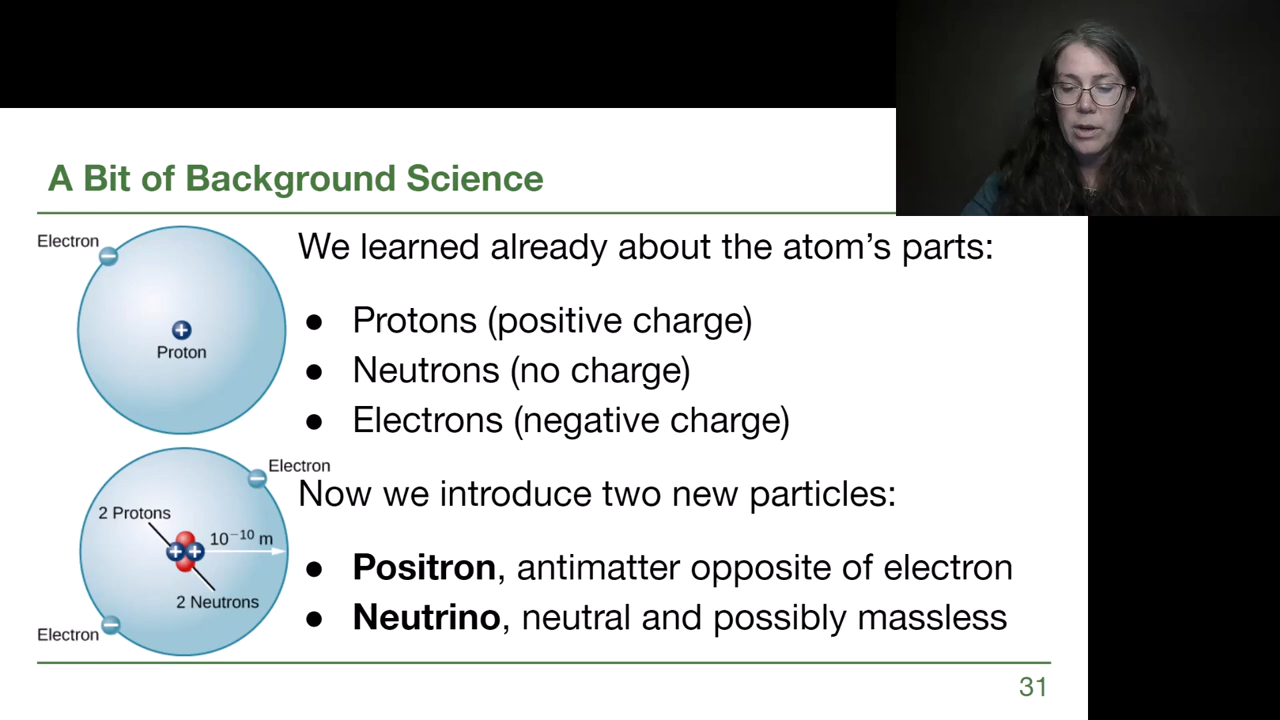 A Bit of Background Science
Electron
Proton
We learned already about the atom’s parts:
● Protons (positive charge)
● Neutrons (no charge)
● Electrons (negative charge)
Electron
2 Protons
10⁻¹⁰ m
2 Neutrons
Electron
Now we introduce two new particles:
● Positron, antimatter opposite of electron
● Neutrino, neutral and possibly massless
31